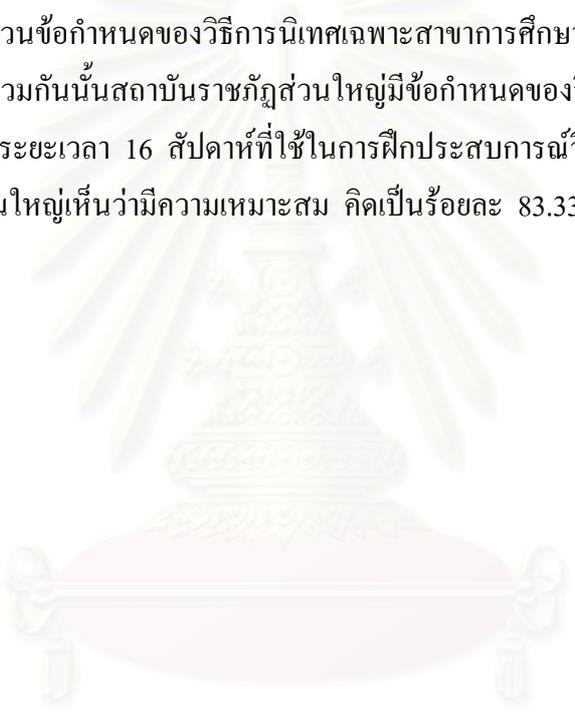 วนข้อกำหนดของวิธีการนิเทศเฉพาะสาขาการศึกษา
วมกันนั้นสถาบันราชภัฏส่วนใหญ่มีข้อกำหนดของ
ระยะเวลา 16 สัปดาห์ที่ใช้ในการฝึกประสบการณ์วิ
นใหญ่เห็นว่ามีความเหมาะสม คิดเป็นร้อยละ 83.33